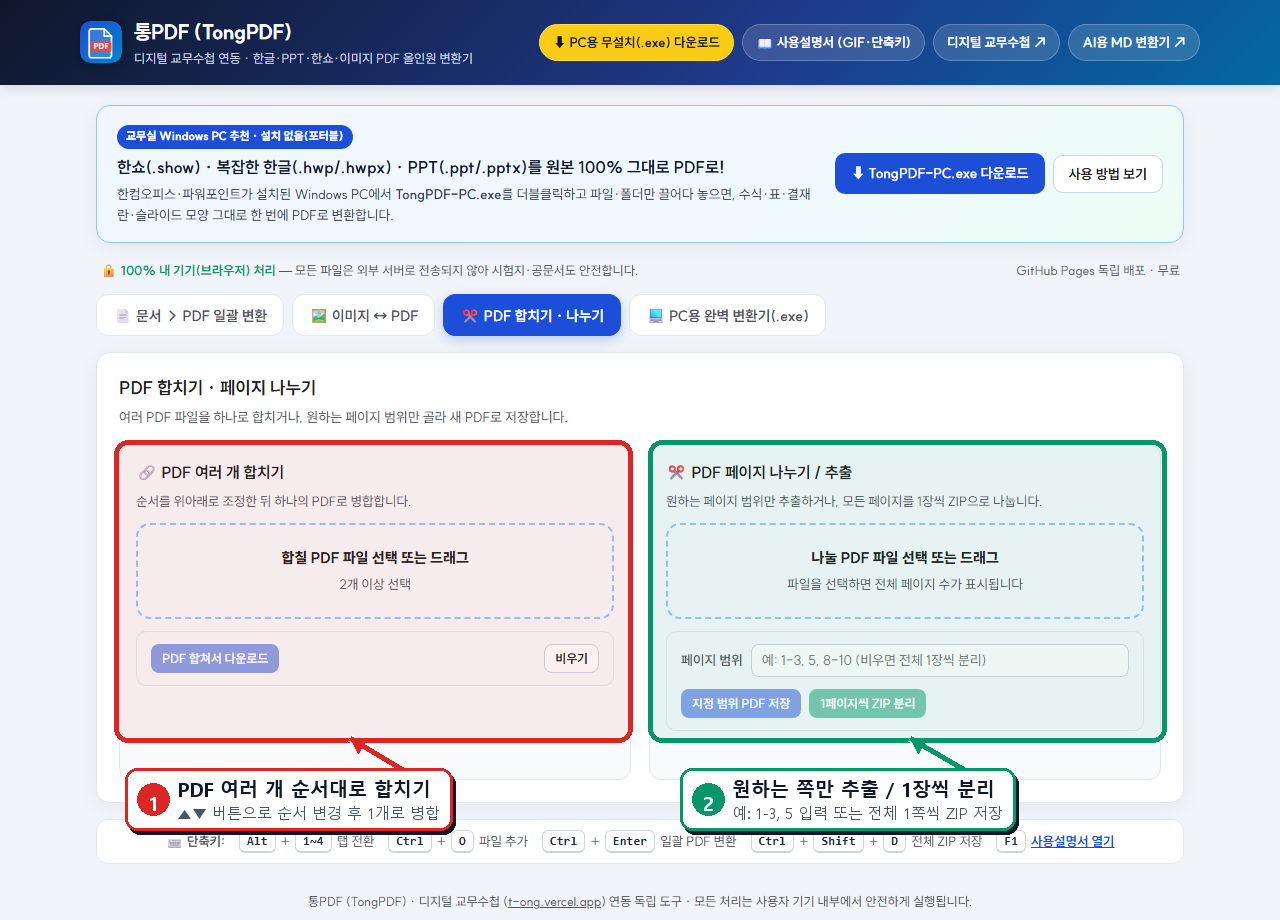 통PDF (TongPDF)
디지털 교무수첩 연동 · 한글·PPT·한쇼·이미지 PDF 올인원 변환기
⬇ PC용 무설치(.exe) 다운로드
📖 사용설명서 (GIF·단축키)
디지털 교무수첩 ↗
AI용 MD 변환기 ↗
교무실 Windows PC 추천 · 설치 없음(포터블)
한쇼(.show) · 복잡한 한글(.hwp/.hwpx) · PPT(.ppt/.pptx)를 원본 100% 그대로 PDF로!
한컴오피스·파워포인트가 설치된 Windows PC에서 TongPDF-PC.exe를 더블클릭하고 파일·폴더만 끌어다 놓으면, 수식·표·결재
란·슬라이드 모양 그대로 한 번에 PDF로 변환합니다.
⬇ TongPDF-PC.exe 다운로드
사용 방법 보기
🔒 100% 내 기기(브라우저) 처리 — 모든 파일은 외부 서버로 전송되지 않아 시험지·공문서도 안전합니다.
GitHub Pages 독립 배포 · 무료
📄 문서 > PDF 일괄 변환
🖼️ 이미지 ↔ PDF
✂️ PDF 합치기 · 나누기
💻 PC용 완벽 변환기(.exe)
PDF 합치기 · 페이지 나누기
여러 PDF 파일을 하나로 합치거나, 원하는 페이지 범위만 골라 새 PDF로 저장합니다.
🔗 PDF 여러 개 합치기
순서를 위아래로 조정한 뒤 하나의 PDF로 병합합니다.
합칠 PDF 파일 선택 또는 드래그
2개 이상 선택
PDF 합쳐서 다운로드
비우기
✂️ PDF 페이지 나누기 / 추출
원하는 페이지 범위만 추출하거나, 모든 페이지를 1장씩 ZIP으로 나눕니다.
나눌 PDF 파일 선택 또는 드래그
파일을 선택하면 전체 페이지 수가 표시됩니다
페이지 범위
예: 1-3, 5, 8-10 (비우면 전체 1장씩 분리)
지정 범위 PDF 저장
1페이지씩 ZIP 분리
1
PDF 여러 개 순서대로 합치기
▲▼ 버튼으로 순서 변경 후 1개로 병합
2
원하는 쪽만 추출 / 1장씩 분리
예: 1-3, 5 입력 또는 전체 1쪽씩 ZIP 저장
⌨️ 단축키: Alt + 1~4 탭 전환 Ctrl + O 파일 추가 Ctrl + Enter 일괄 PDF 변환 Ctrl + Shift + D 전체 ZIP 저장 F1 사용설명서 열기
통PDF (TongPDF) · 디지털 교무수첩 (t-ong.vercel.app) 연동 독립 도구 · 모든 처리는 사용자 기기 내부에서 안전하게 실행됩니다.